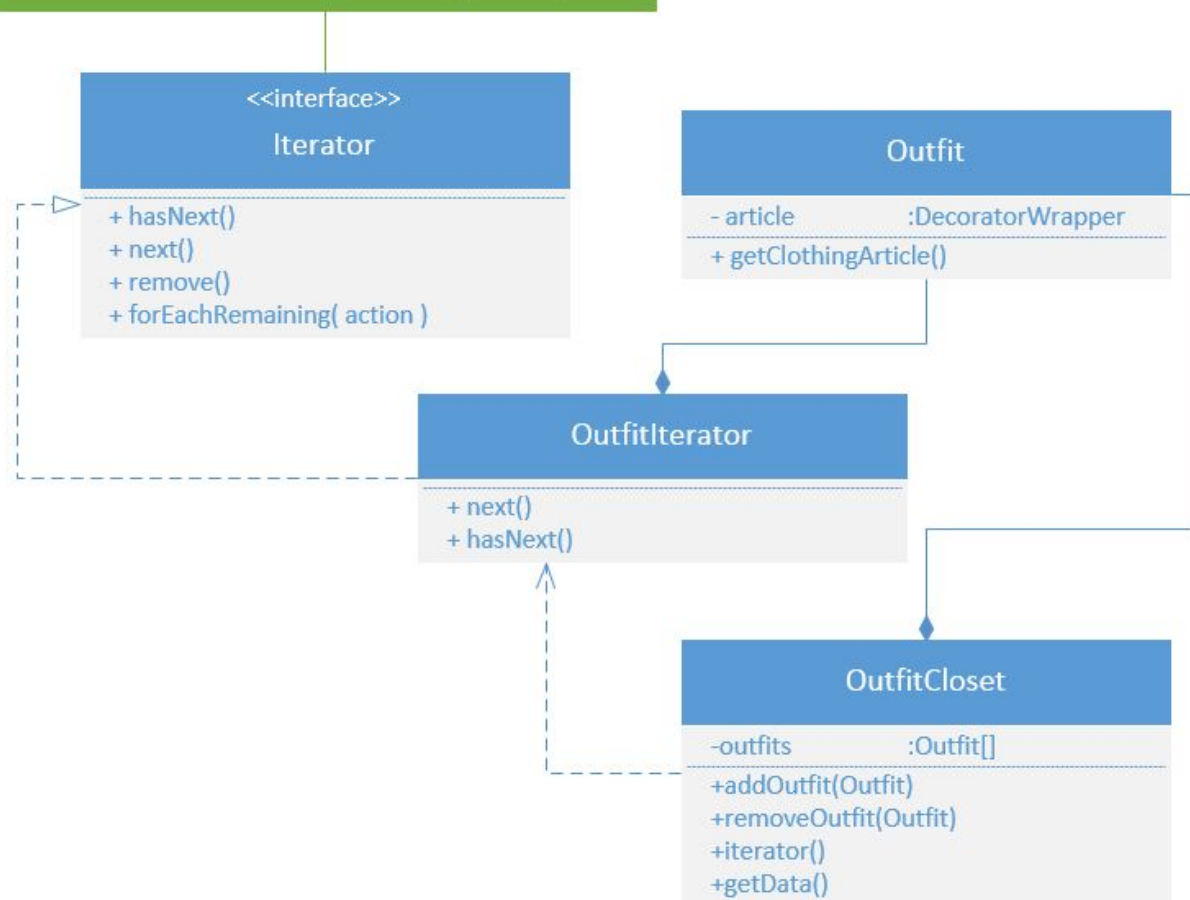 <<interface>>
Iterator
+ hasNext()
+ next()
+ remove()
+ forEachRemaining( action )
Outfit
- article :DecoratorWrapper
+ getClothingArticle()
OutfitIterator
+ next()
+ hasNext()
OutfitCloset
-outfits :Outfit[]
+addOutfit(Outfit)
+removeOutfit(Outfit)
+iterator()
+getData()